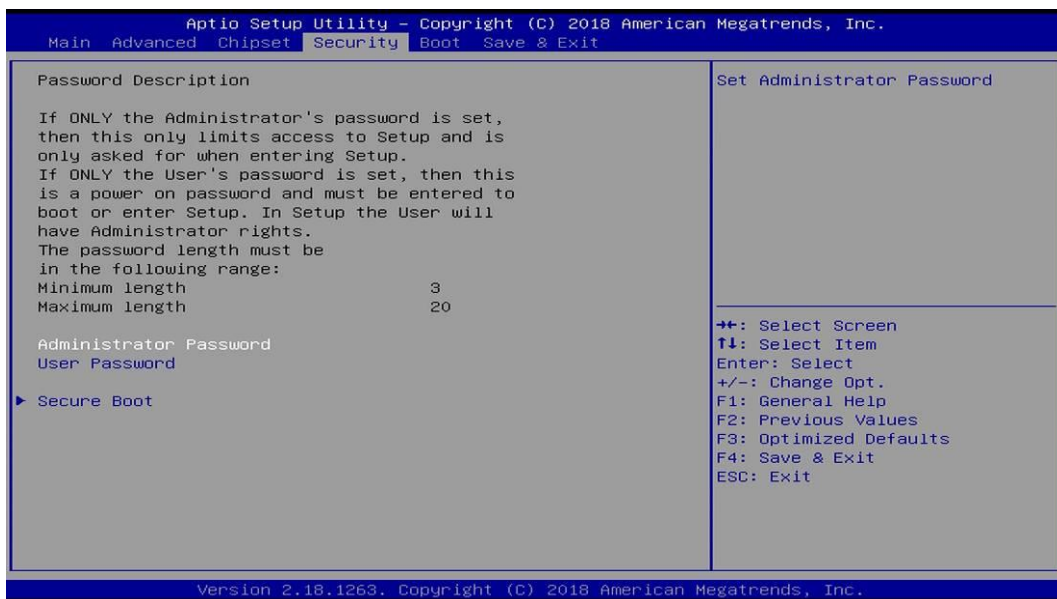 Aptio Setup Utility – Copyright (C) 2018 American Megatrends, Inc.
Main Advanced Chipset Security Boot Save & Exit
Password Description
If ONLY the Administrator's password is set,
then this only limits access to Setup and is
only asked for when entering Setup.
If ONLY the User's password is set, then this
is a power on password and must be entered to
boot or enter Setup. In Setup the User will
have Administrator rights.
The password length must be
in the following range:
Minimum length 3
Maximum length 20
Administrator Password
User Password
► Secure Boot
Set Administrator Password
→←: Select Screen
↑↓: Select Item
Enter: Select
+/-: Change Opt.
F1: General Help
F2: Previous Values
F3: Optimized Defaults
F4: Save & Exit
ESC: Exit
Version 2.18.1263. Copyright (C) 2018 American Megatrends, Inc.